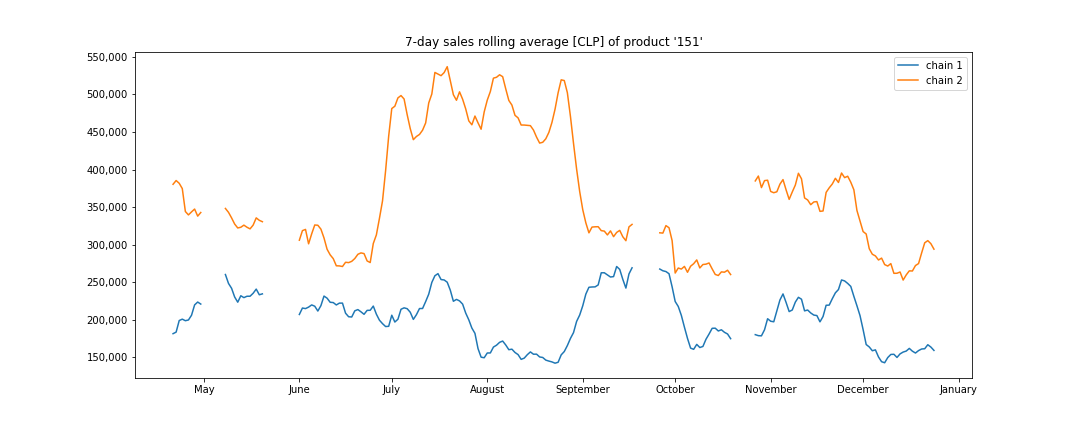 7-day sales rolling average [CLP] of product '151'
550,000
500,000
450,000
400,000
350,000
300,000
250,000
200,000
150,000
chain 1
chain 2
May June July August September October November December January